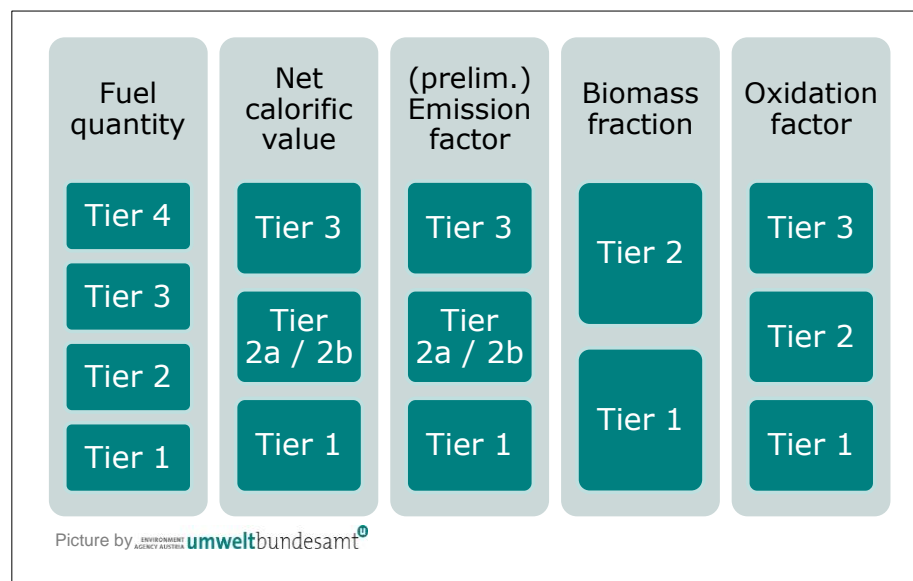 Fuel
quantity
Tier 4
Tier 3
Tier 2
Tier 1
Net
calorific
value
Tier 3
Tier
2a / 2b
Tier 1
(prelim.)
Emission
factor
Tier 3
Tier
2a / 2b
Tier 1
Biomass
fraction
Tier 2
Tier 1
Oxidation
factor
Tier 3
Tier 2
Tier 1
Picture by ENVIRONMENT AGENCY AUSTRIA umweltbundesamt u